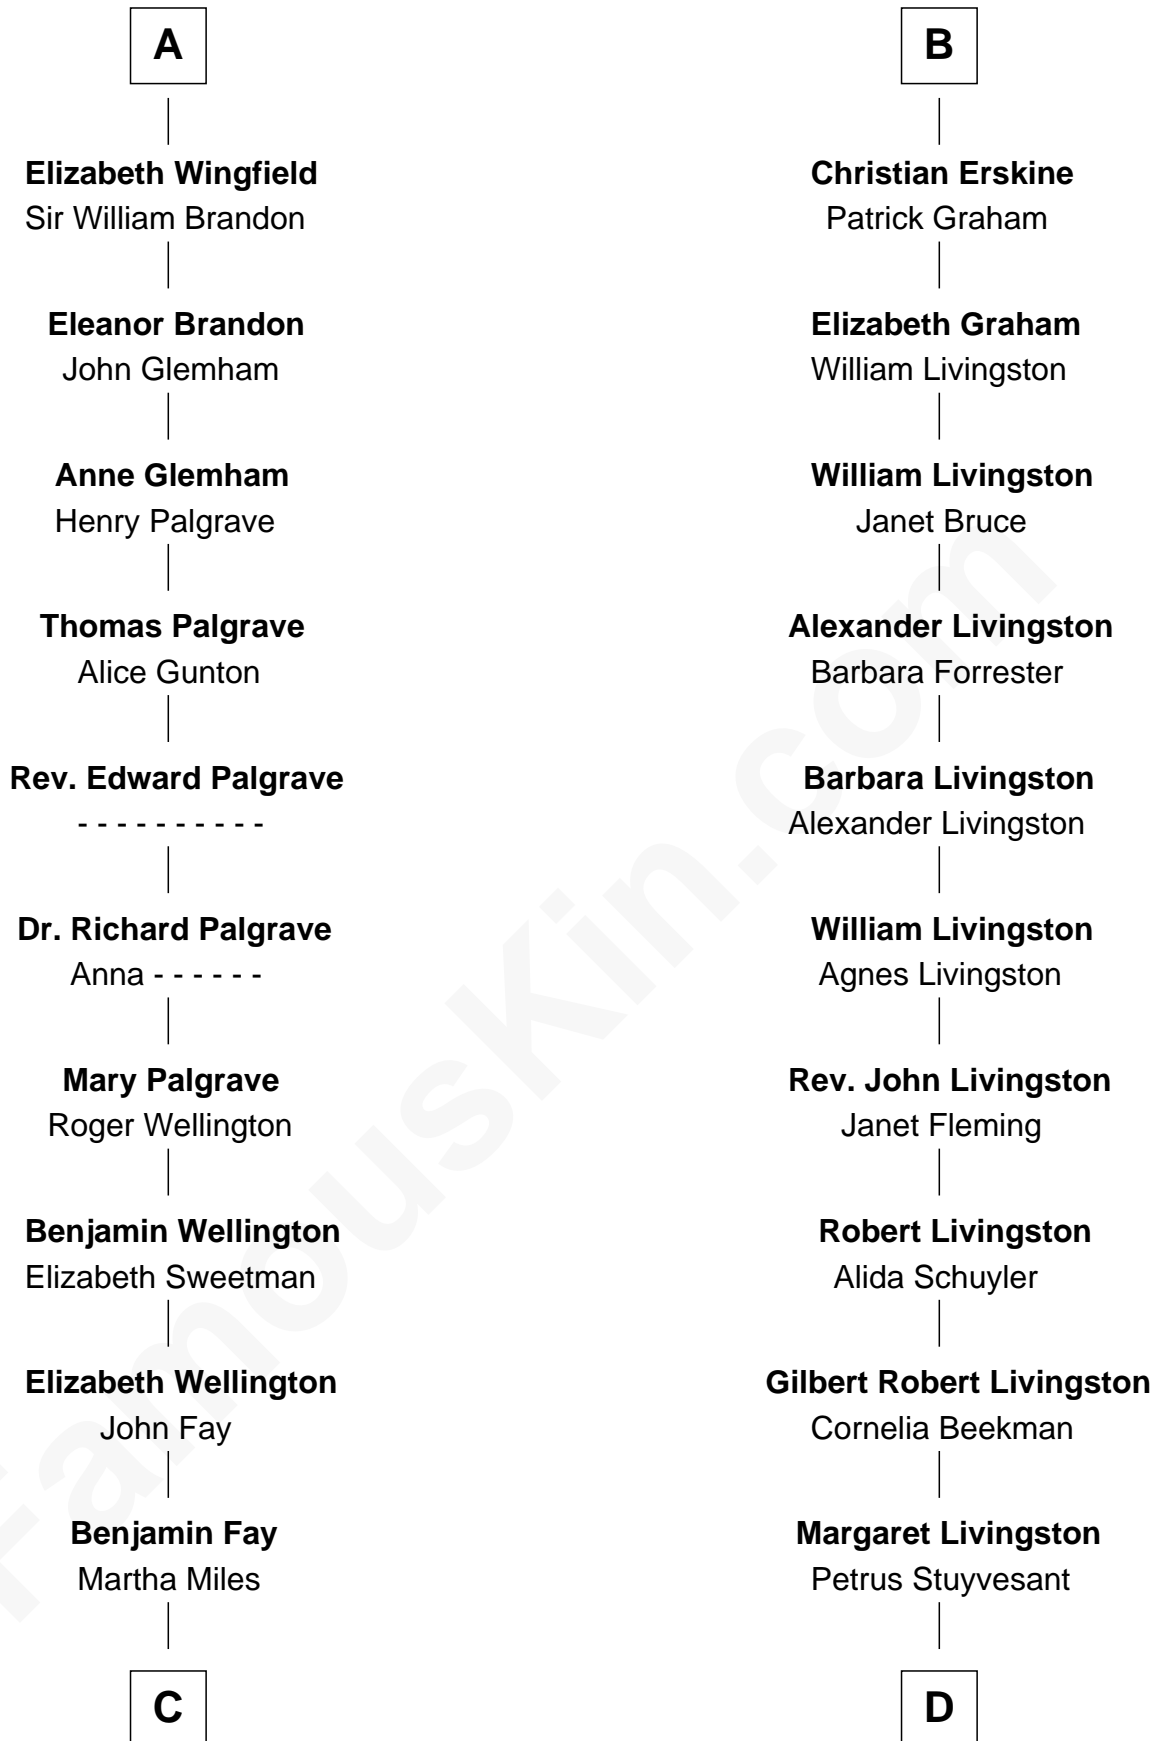 A
Elizabeth Wingfield
Sir William Brandon
Eleanor Brandon
John Glemham
Anne Glemham
Henry Palgrave
Thomas Palgrave
Alice Gunton
Rev. Edward Palgrave
- - - - - - - - - -
Dr. Richard Palgrave
Anna - - - - - -
Mary Palgrave
Roger Wellington
Benjamin Wellington
Elizabeth Sweetman
Elizabeth Wellington
John Fay
Benjamin Fay
Martha Miles
C
B
Christian Erskine
Patrick Graham
Elizabeth Graham
William Livingston
William Livingston
Janet Bruce
Alexander Livingston
Barbara Forrester
Barbara Livingston
Alexander Livingston
William Livingston
Agnes Livingston
Rev. John Livingston
Janet Fleming
Robert Livingston
Alida Schuyler
Gilbert Robert Livingston
Cornelia Beekman
Margaret Livingston
Petrus Stuyvesant
D
FamousKin.com